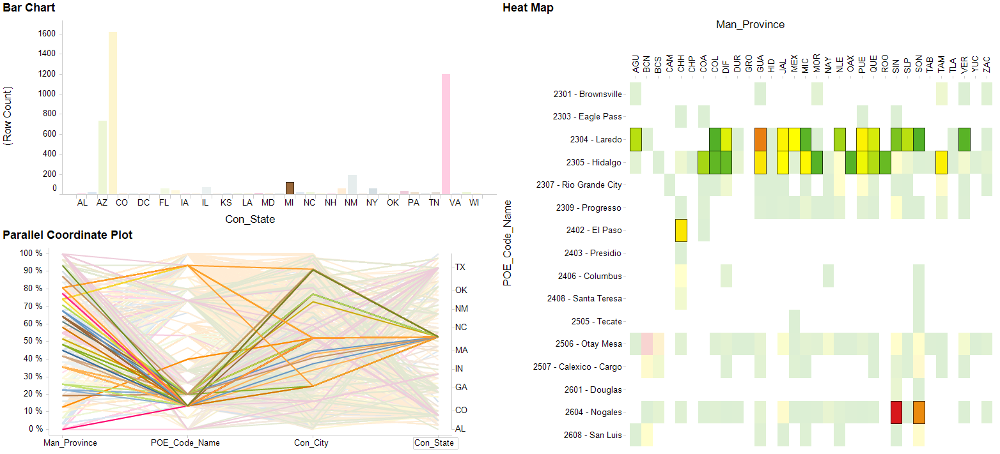 Bar Chart
(Row Count)
1600
1400
1200
1000
800
600
400
200
0
AL AZ CO DC FL IA IL KS LA MD MI NC NH NM NY OK PA TN VA WI
Con_State
Parallel Coordinate Plot
100 %
90 %
80 %
70 %
60 %
50 %
40 %
30 %
20 %
10 %
0 %
TX
OK
NM
NC
MA
IN
GA
CO
AL
Man_Province POE_Code_Name Con_City Con_State
Heat Map
Man_Province
AGU BCN BCS CAM CHH CHP COA COL DIF DUR GRO GUA HID JAL MEX MIC MOR NAY NLE OAX PUE QUE ROO SIN SLP SON TAB TAM TLA VER YUC ZAC
POE_Code_Name
2301 - Brownsville
2303 - Eagle Pass
2304 - Laredo
2305 - Hidalgo
2307 - Rio Grande City
2309 - Progresso
2402 - El Paso
2403 - Presidio
2406 - Columbus
2408 - Santa Teresa
2505 - Tecate
2506 - Otay Mesa
2507 - Calexico - Cargo
2601 - Douglas
2604 - Nogales
2608 - San Luis